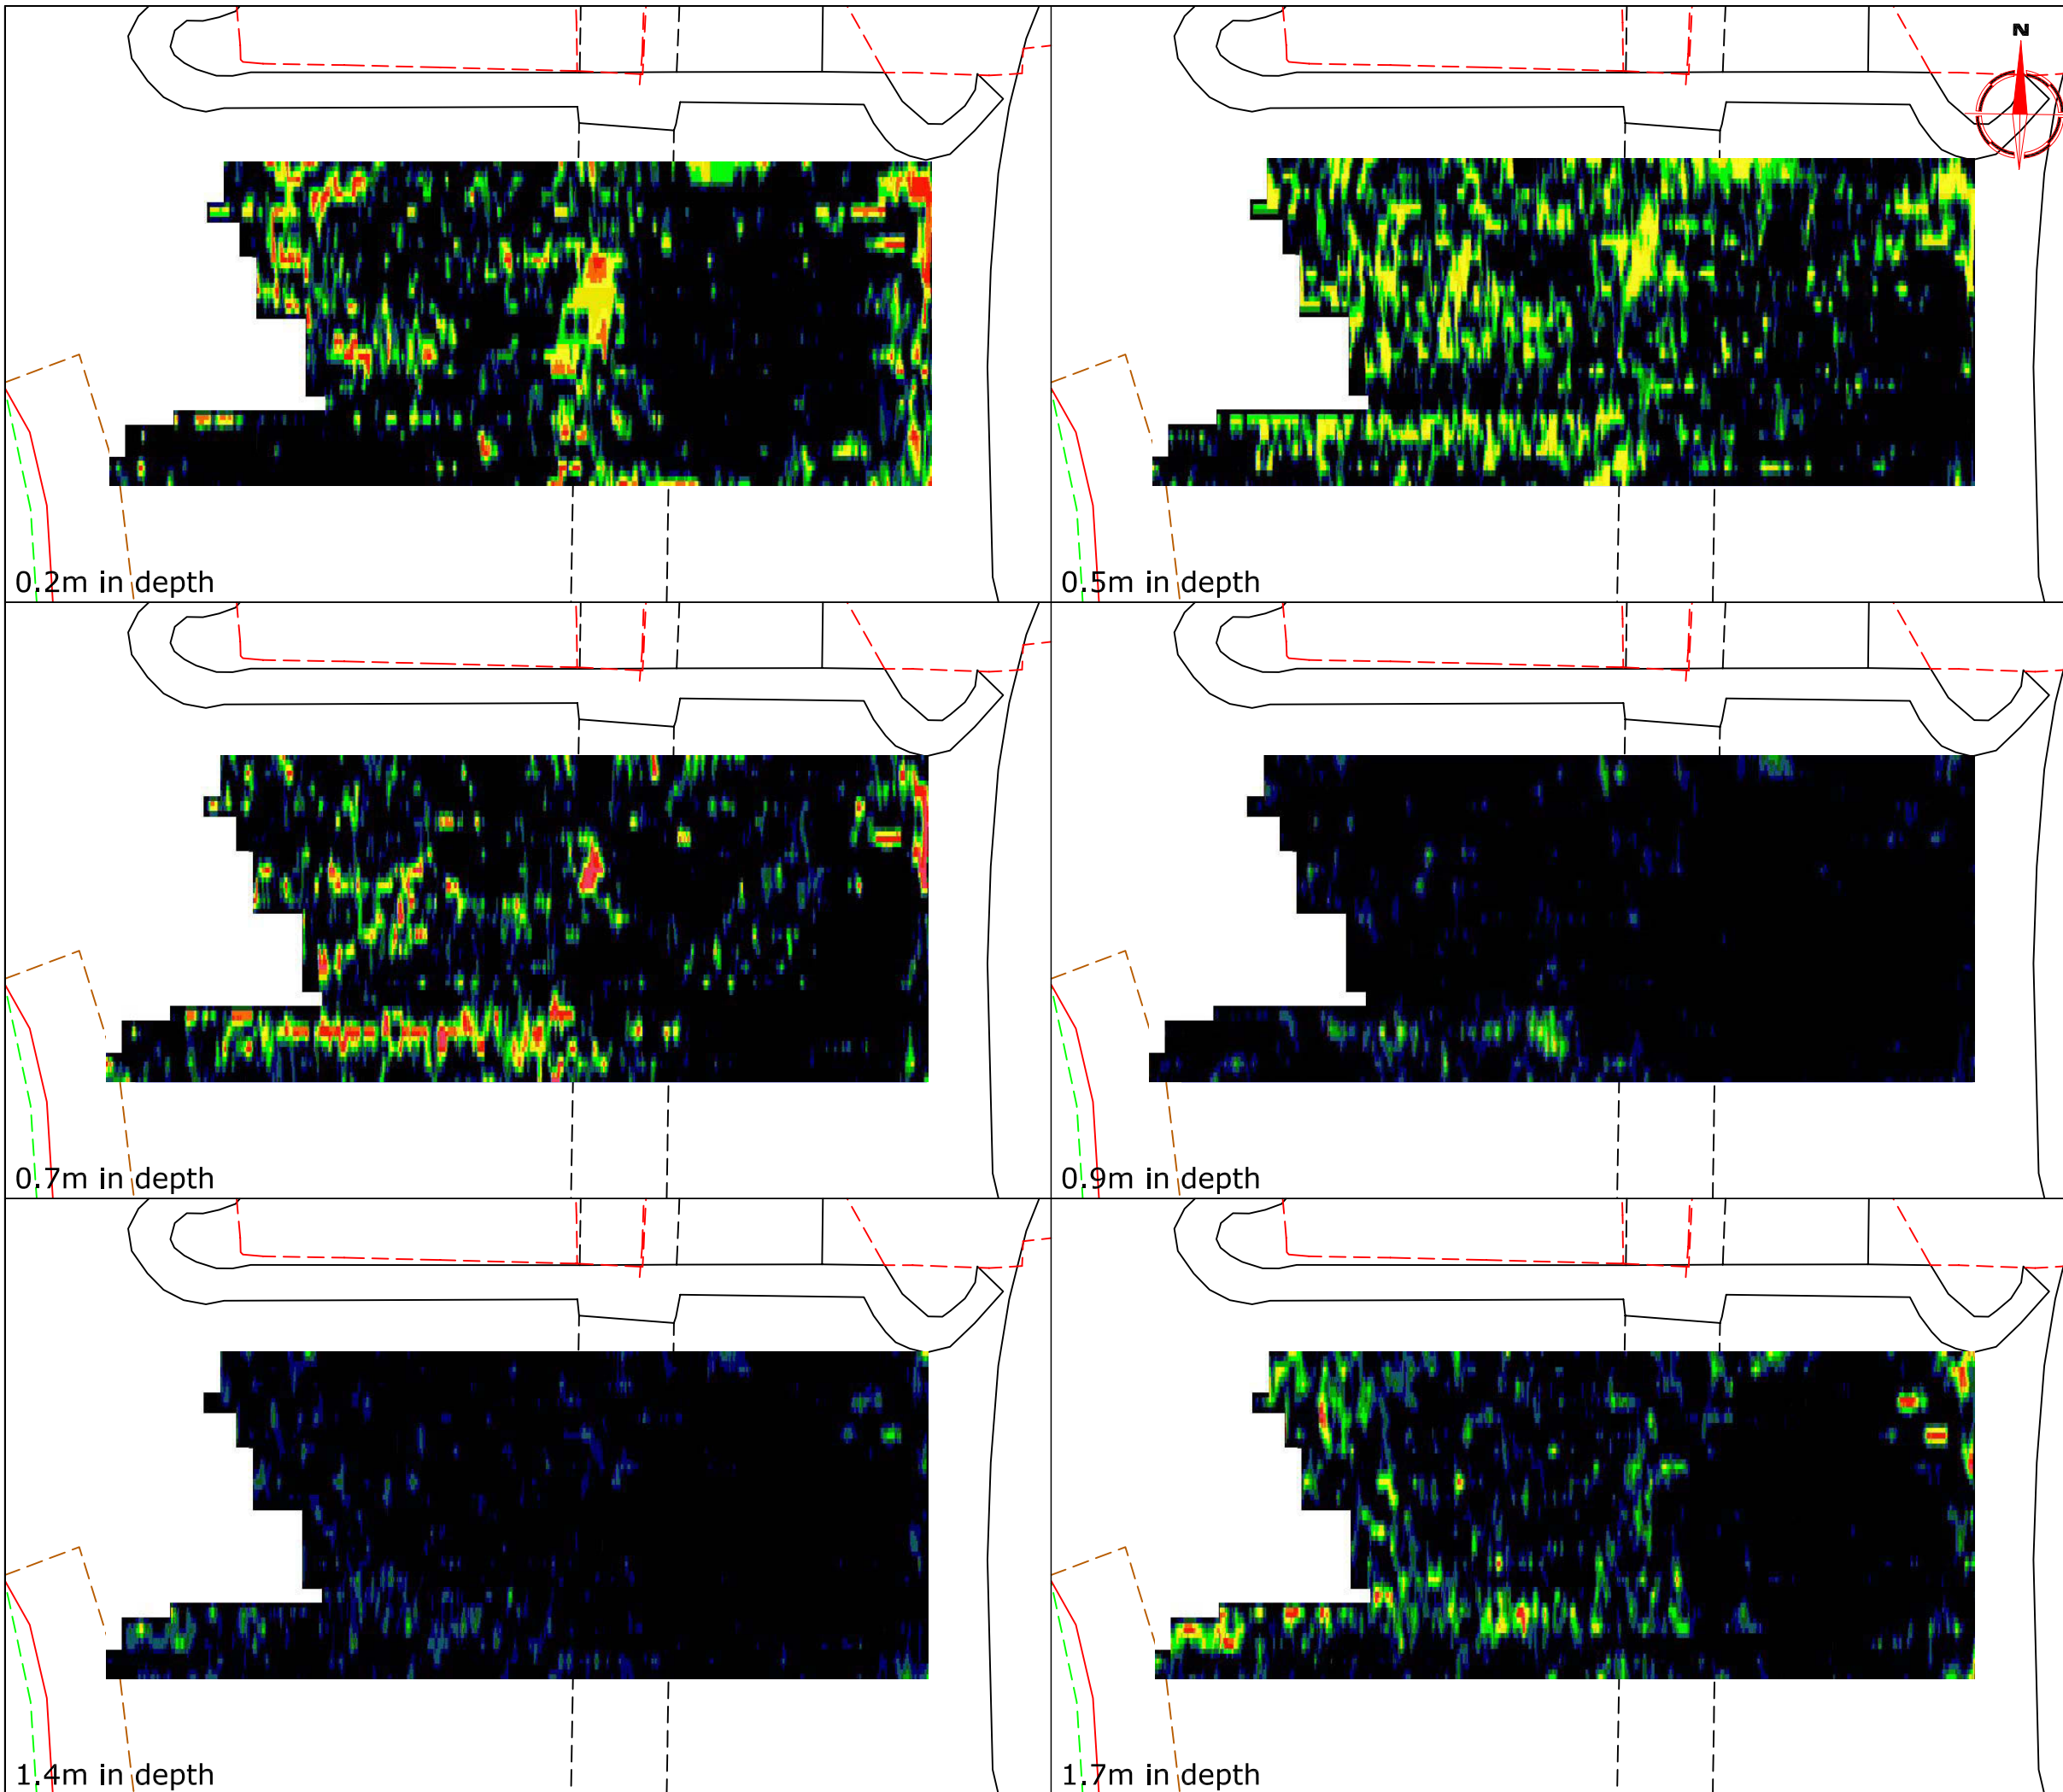 N
0.2m in depth
0.5m in depth
0.7m in depth
0.9m in depth
1.4m in depth
1.7m in depth